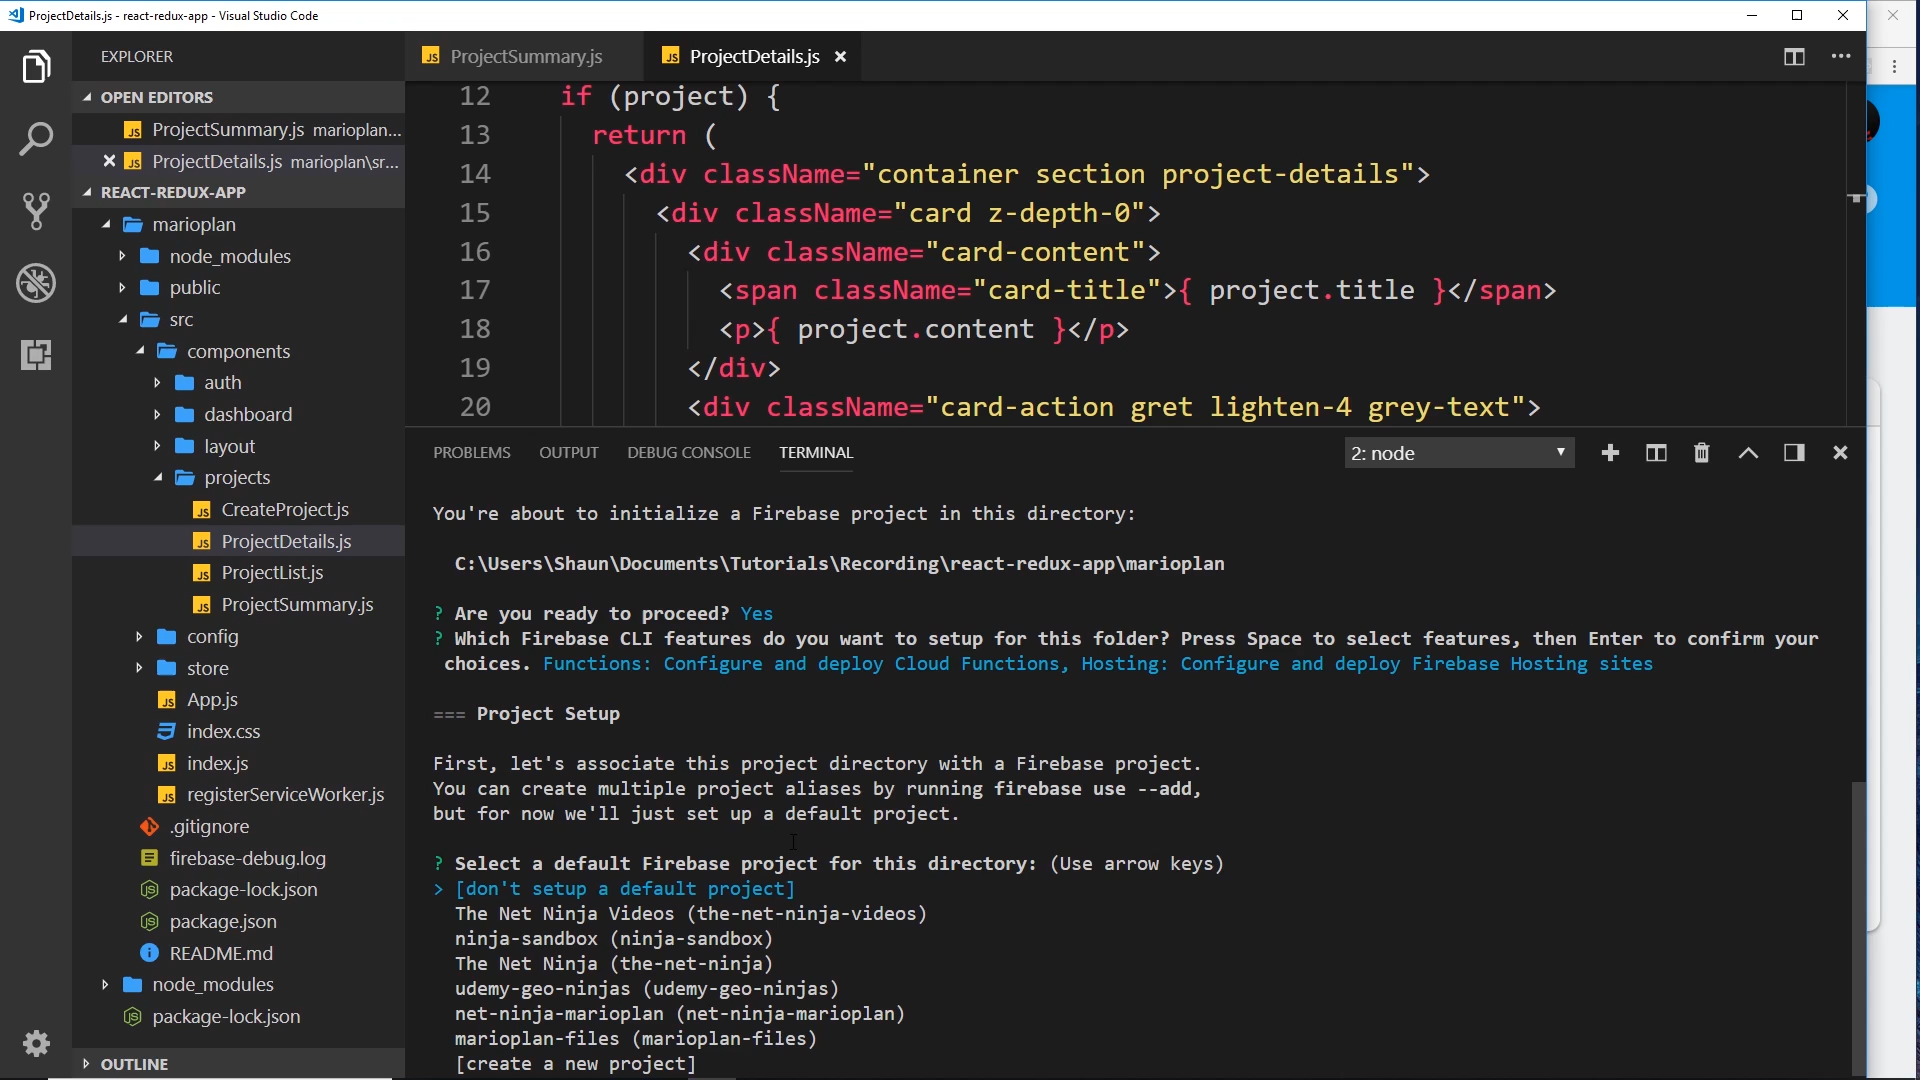 ProjectDetails.js - react-redux-app - Visual Studio Code
EXPLORER
OPEN EDITORS
JS ProjectSummary.js marioplan...
JS ProjectDetails.js marioplan\sr...
REACT-REDUX-APP
marioplan
node_modules
public
src
components
auth
dashboard
layout
projects
JS CreateProject.js
JS ProjectDetails.js
JS ProjectList.js
JS ProjectSummary.js
config
store
JS App.js
index.css
JS index.js
JS registerServiceWorker.js
.gitignore
firebase-debug.log
package-lock.json
package.json
README.md
node_modules
package-lock.json
OUTLINE
JS ProjectSummary.js
JS ProjectDetails.js
12 if (project) {
13 return (
14 <div className="container section project-details">
15 <div className="card z-depth-0">
16 <div className="card-content">
17 <span className="card-title">{ project.title }</span>
18 <p>{ project.content }</p>
19 </div>
20 <div className="card-action gret lighten-4 grey-text">
PROBLEMS OUTPUT DEBUG CONSOLE TERMINAL
2: node
You're about to initialize a Firebase project in this directory:
C:\Users\Shaun\Documents\Tutorials\Recording\react-redux-app\marioplan
? Are you ready to proceed? Yes
? Which Firebase CLI features do you want to setup for this folder? Press Space to select features, then Enter to confirm your
choices. Functions: Configure and deploy Cloud Functions, Hosting: Configure and deploy Firebase Hosting sites
=== Project Setup
First, let's associate this project directory with a Firebase project.
You can create multiple project aliases by running firebase use --add,
but for now we'll just set up a default project.
? Select a default Firebase project for this directory: (Use arrow keys)
> [don't setup a default project]
The Net Ninja Videos (the-net-ninja-videos)
ninja-sandbox (ninja-sandbox)
The Net Ninja (the-net-ninja)
udemy-geo-ninjas (udemy-geo-ninjas)
net-ninja-marioplan (net-ninja-marioplan)
marioplan-files (marioplan-files)
[create a new project]